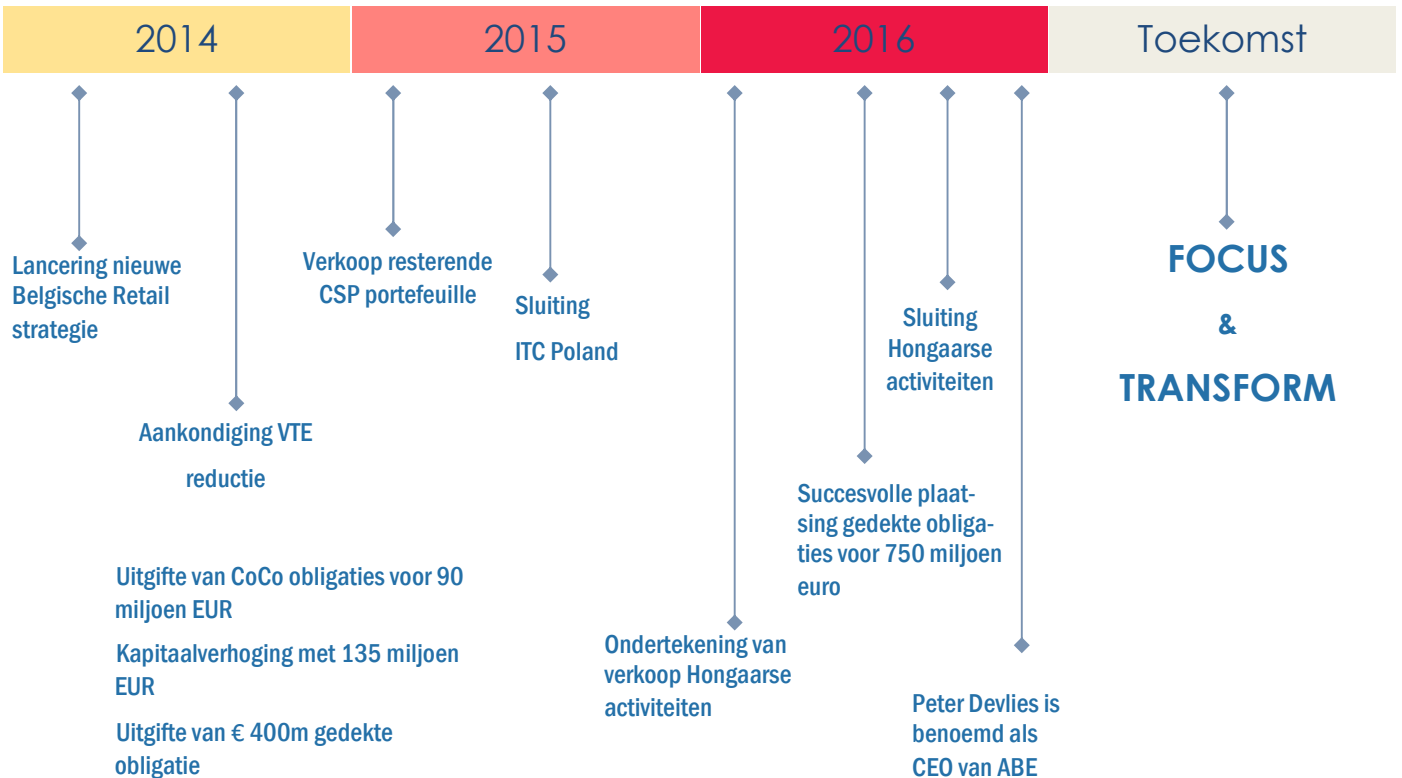 2014
2015
2016
Toekomst
Lancering nieuwe
Belgische Retail
strategie
Aankondiging VTE
reductie
Uitgifte van CoCo obligaties voor 90
miljoen EUR
Kapitaalverhoging met 135 miljoen
EUR
Uitgifte van € 400m gedekte
obligatie
Verkoop resterende
CSP portefeuille
Sluiting
ITC Poland
Ondertekening van
verkoop Hongaarse
activiteiten
Succesvolle plaat-
sing gedekte obliga-
ties voor 750 miljoen
euro
Sluiting
Hongaarse
activiteiten
Peter Devlies is
benoemd als
CEO van ABE
FOCUS
&
TRANSFORM